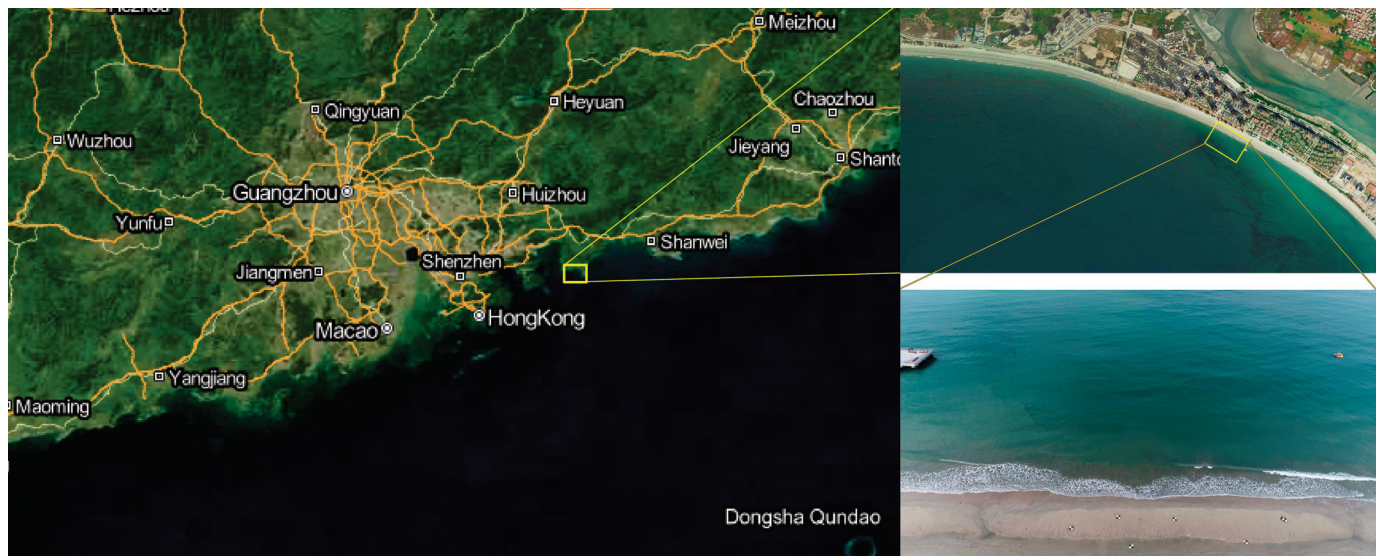 Meizhou
Qingyuan
Heyuan
Chaozhou
Wuzhou
Jieyang
Shanto
Guangzhou
Huizhou
Yunfu
Shanwei
Jiangmen
Shenzhen
HongKong
Macao
Yangjiang
Maoming
Dongsha Qundao